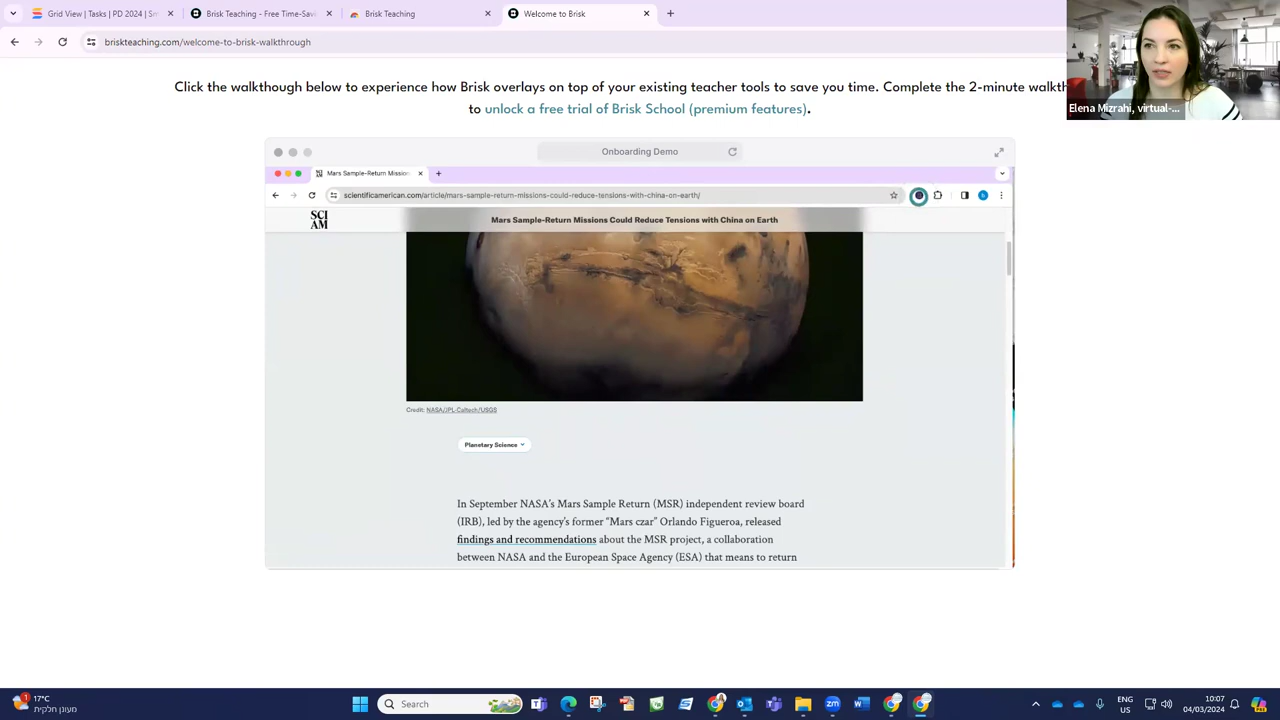 Grid View | Tasks | PD 2024 | Sm
Brisk Teaching - Free Time-Savi
Brisk Teaching
Welcome to Brisk
briskteaching.com/welcome-to-brisk-walkthrough
Click the walkthough below to experience how Brisk overlays on top of your existing teacher tools to save you time. Complete the 2-minute walkt
to unlock a free trial of Brisk School (premium features).
Elena Mizrahi, virtual-...
Onboarding Demo
Mars Sample-Return Mission
scientificamerican.com/article/mars-sample-return-missions-could-reduce-tensions-with-china-on-earth/
SCI
AM
Mars Sample-Return Missions Could Reduce Tensions with China on Earth
Credit: NASA/JPL-Caltech/USGS
Planetary Science
In September NASA's Mars Sample Return (MSR) independent review board
(IRB), led by the agency's former “Mars czar” Orlando Figueroa, released
findings and recommendations about the MSR project, a collaboration
between NASA and the European Space Agency (ESA) that means to return
1
17°C
מעונן חלקית
Search
ENG
US
10:07
04/03/2024